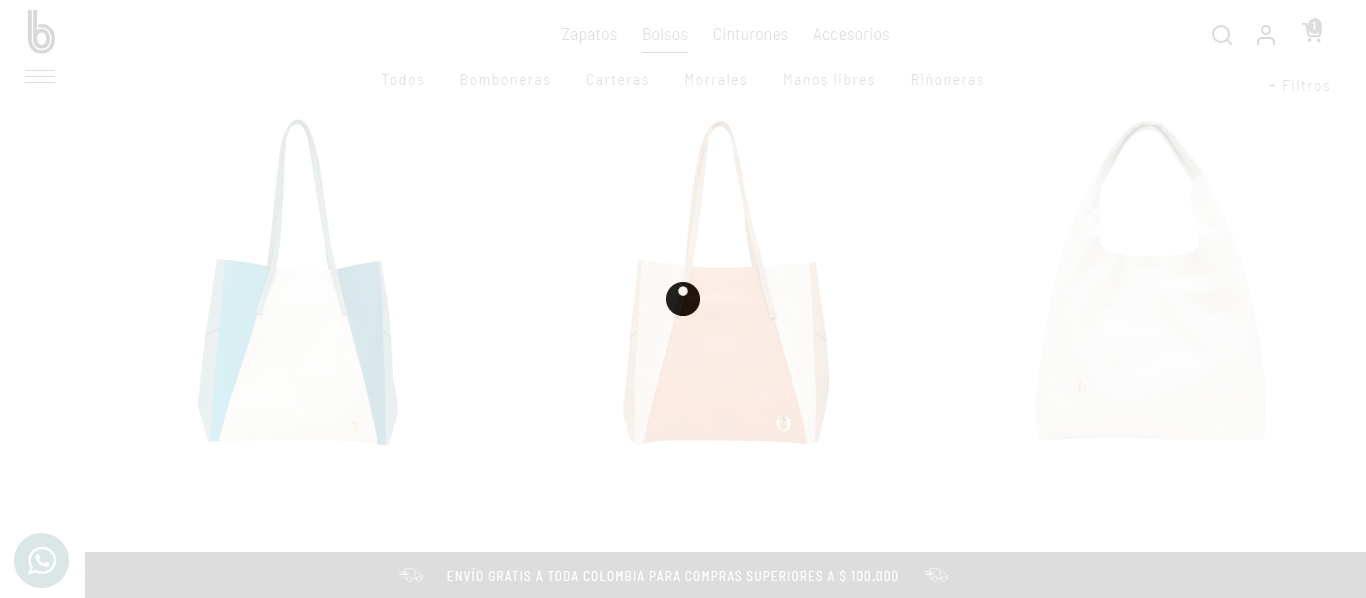 b
Zapatos Bolsos Cinturones Accesorios
1
Todos Bomboneras Carteras Morrales Manos libres Riñoneras
+ Filtros
ENVÍO GRATIS A TODA COLOMBIA PARA COMPRAS SUPERIORES A $ 100.000